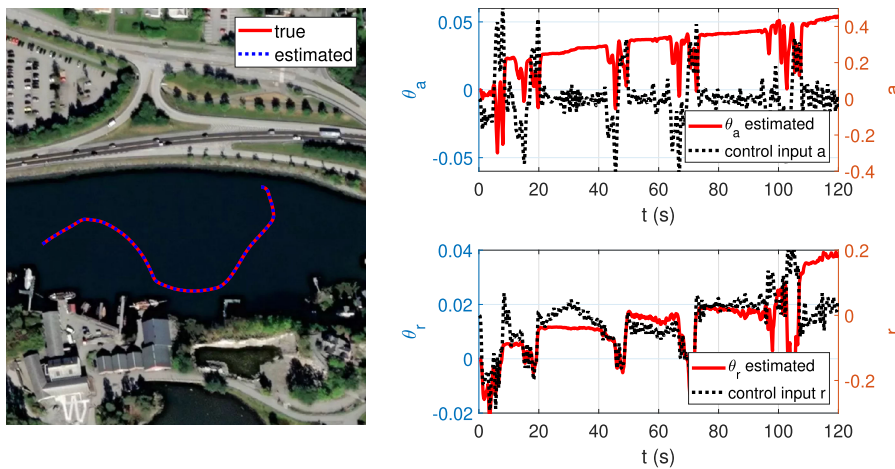 true
estimated
0.05
0
-0.05
θa
0.4
0.2
0
-0.2
-0.4
a
θa estimated
control input a
0 20 40 60 80 100 120
t (s)
0.04
0.02
0
-0.02
θr
0.2
0
-0.2
r
θr estimated
control input r
0 20 40 60 80 100 120
t (s)